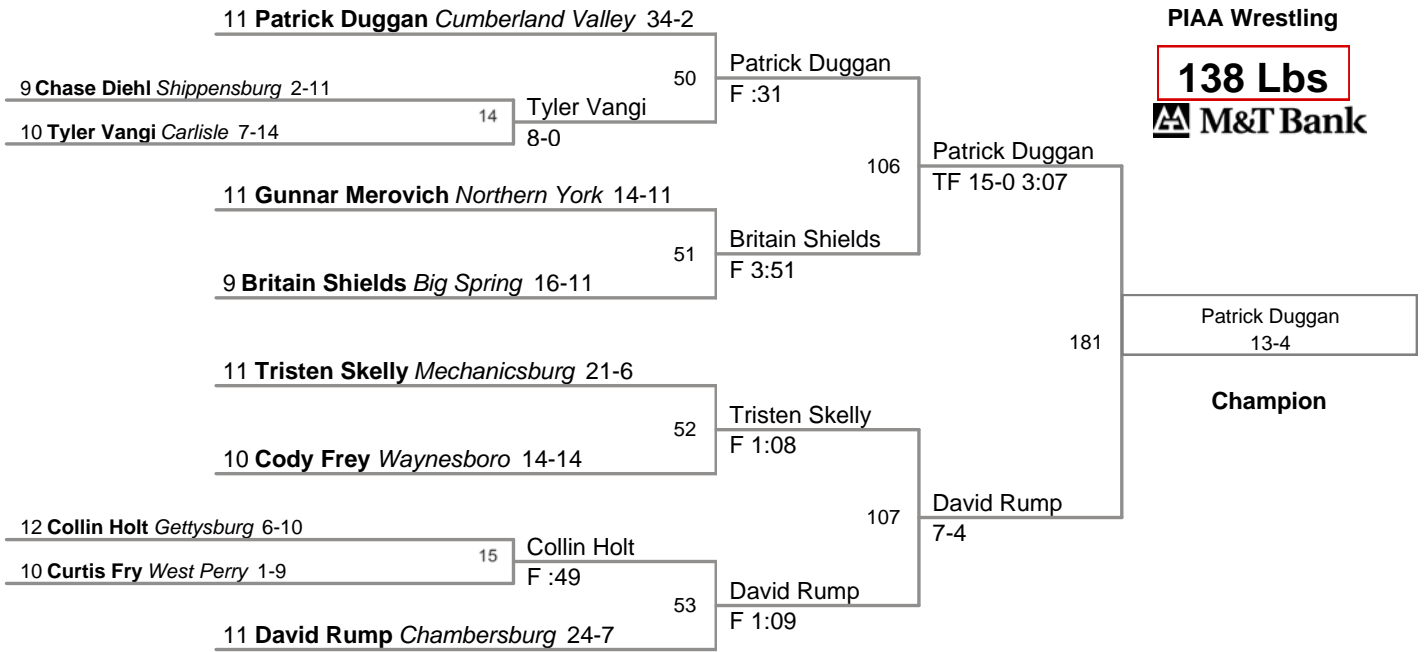 11 Patrick Duggan Cumberland Valley 34-2
PIAA Wrestling
138 Lbs
M&T Bank
9 Chase Diehl Shippensburg 2-11
10 Tyler Vangi Carlisle 7-14
14
Tyler Vangi
8-0
50
Patrick Duggan
F :31
11 Gunnar Merovich Northern York 14-11
9 Britain Shields Big Spring 16-11
51
Britain Shields
F 3:51
106
Patrick Duggan
TF 15-0 3:07
11 Tristen Skelly Mechanicsburg 21-6
10 Cody Frey Waynesboro 14-14
52
Tristen Skelly
F 1:08
12 Collin Holt Gettysburg 6-10
10 Curtis Fry West Perry 1-9
15
Collin Holt
F :49
11 David Rump Chambersburg 24-7
53
David Rump
F 1:09
107
David Rump
7-4
181
Patrick Duggan
13-4
Champion